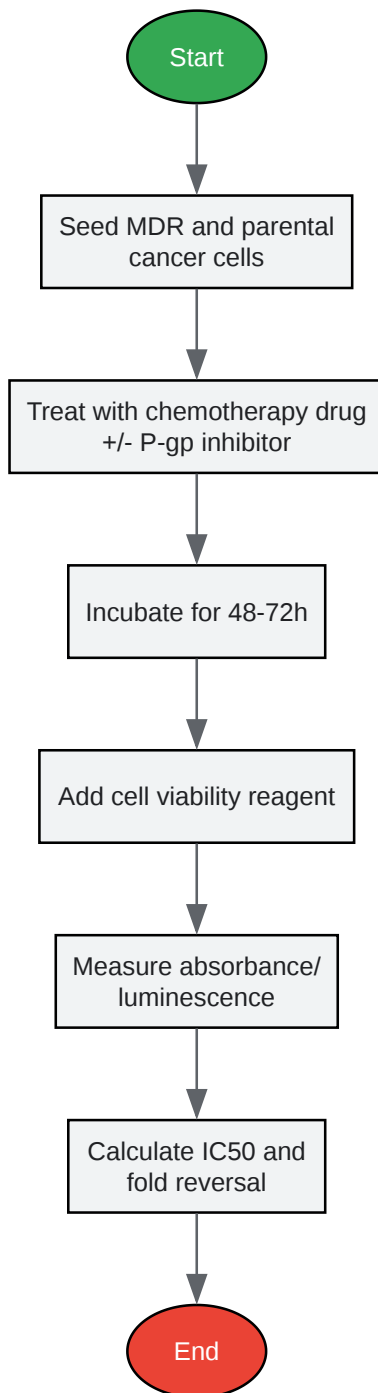 Start
Seed MDR and parental
cancer cells
Treat with chemotherapy drug
+/- P-gp inhibitor
Incubate for 48-72h
Add cell viability reagent
Measure absorbance/
luminescence
Calculate IC50 and
fold reversal
End